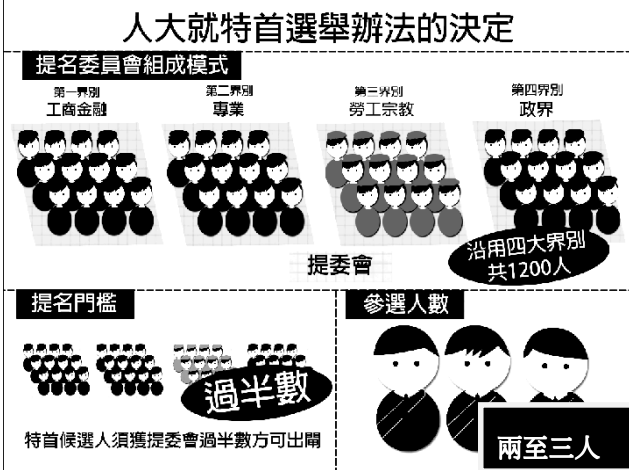 人大就特首選舉辦法的決定
提名委員會組成模式
第一界別
工商金融
第二界別
專業
第三界別
勞工宗教
第四界別
政界
提委會
沿用四大界別
共1200人
提名門檻
過半數
特首候選人須獲提委會過半數方可出閘
參選人數
兩至三人